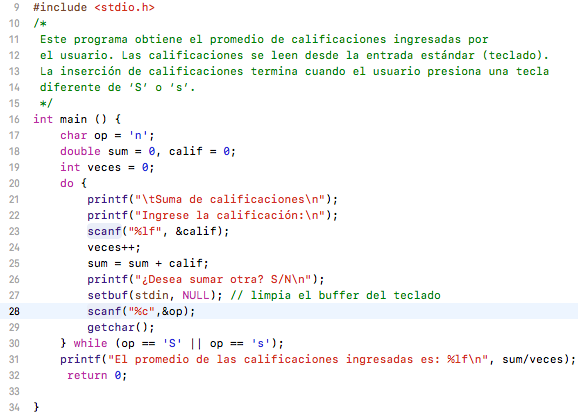 9 #include <stdio.h>
10 /*
11 Este programa obtiene el promedio de calificaciones ingresadas por
12 el usuario. Las calificaciones se leen desde la entrada estándar (teclado).
13 La inserción de calificaciones termina cuando el usuario presiona una tecla
14 diferente de ‘S’ o ‘s’.
15 */
16 int main () {
17 char op = 'n';
18 double sum = 0, calif = 0;
19 int veces = 0;
20 do {
21 printf("\tSuma de calificaciones\n");
22 printf("Ingrese la calificación:\n");
23 scanf("%lf", &calif);
24 veces++;
25 sum = sum + calif;
26 printf("¿Desea sumar otra? S/N\n");
27 setbuf(stdin, NULL); // limpia el buffer del teclado
28 scanf("%c",&op);
29 getchar();
30 } while (op == 'S' || op == 's');
31 printf("El promedio de las calificaciones ingresadas es: %lf\n", sum/veces);
32 return 0;
33
34 }